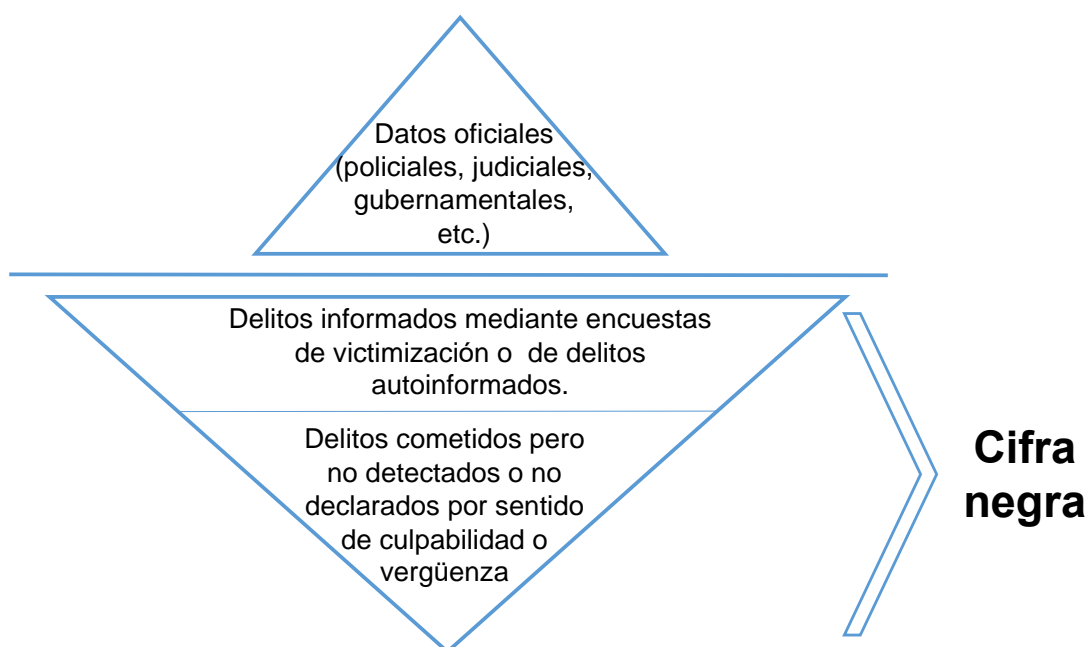 Datos oficiales
(policiales, judiciales,
gubernamentales,
etc.)
Delitos informados mediante encuestas
de victimización o de delitos
autoinformados.
Delitos cometidos pero
no detectados o no
declarados por sentido
de culpabilidad o
vergüenza
Cifra
negra